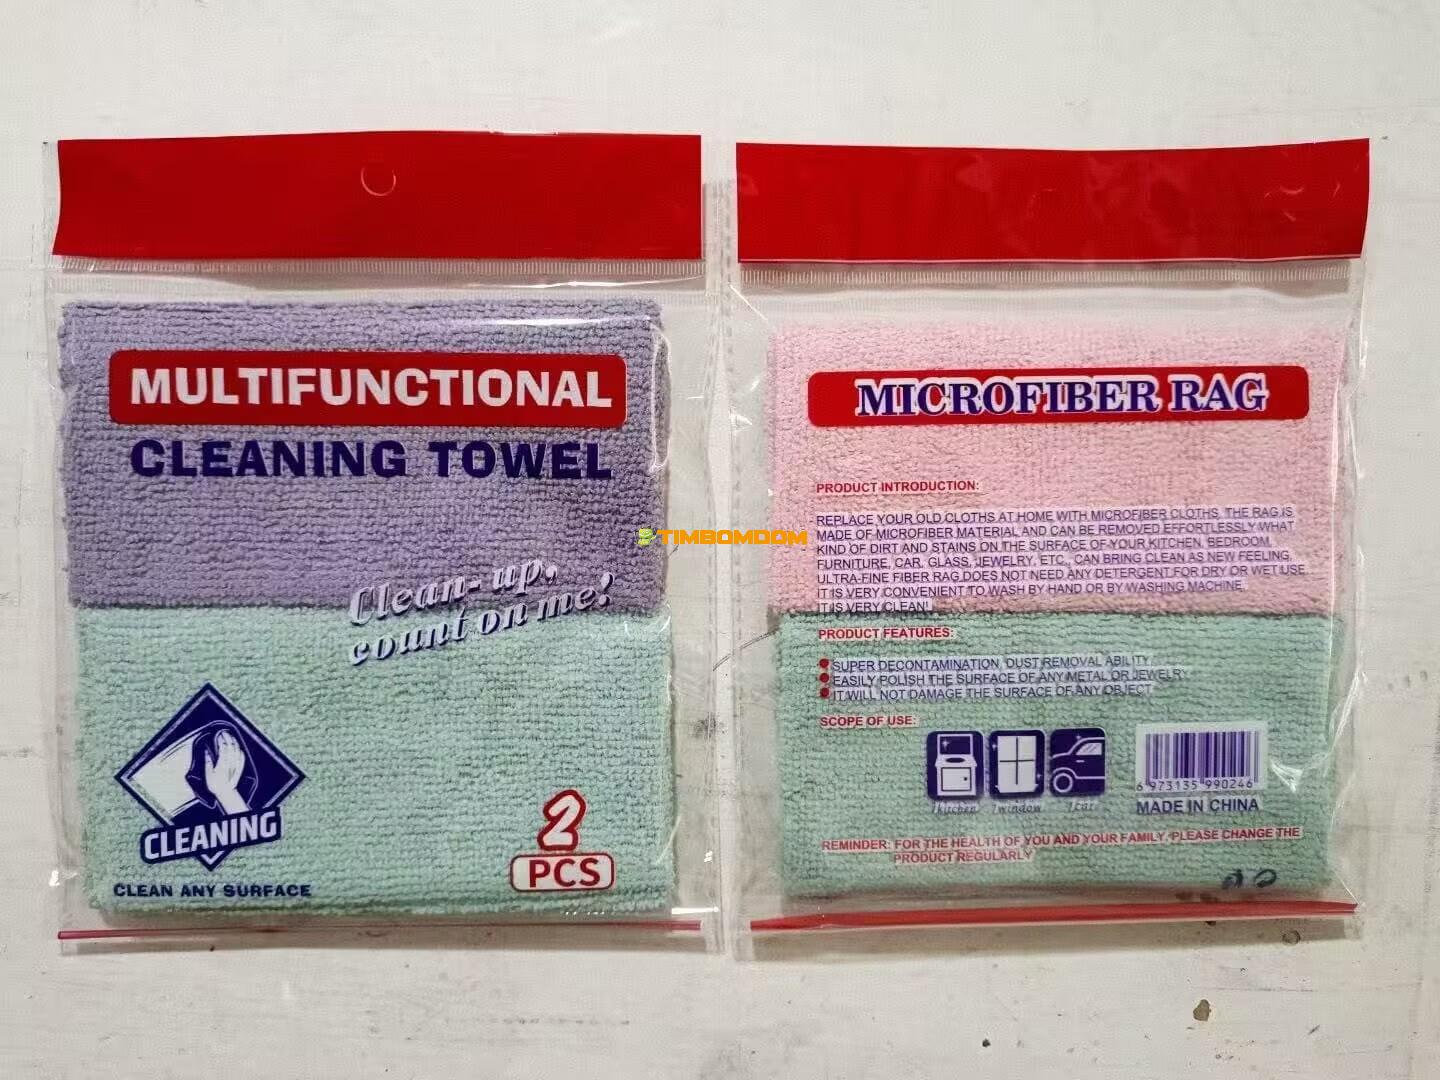 MULTIFUNCTIONAL
CLEANING TOWEL
Clean-up,
count on me!
CLEANING
CLEAN ANY SURFACE
2
PCS
TIMBOMDOM
MICROFIBER RAG
PRODUCT INTRODUCTION:
REPLACE YOUR OLD CLOTHS AT HOME WITH MICROFIBER CLOTHS, THE RAG IS
MADE OF MICROFIBER MATERIAL AND CAN BE REMOVED EFFORTLESSLY WHAT
KIND OF DIRT AND STAINS ON THE SURFACE OF YOUR KITCHEN, BEDROOM,
FURNITURE, CAR, GLASS, JEWELRY, ETC., CAN BRING CLEAN AS NEW FEELING,
ULTRA-FINE FIBER RAG DOES NOT NEED ANY DETERGENT FOR DRY OR WET USE
IT IS VERY CONVENIENT TO WASH BY HAND OR BY WASHING MACHINE,
IT IS VERY CLEAN!
PRODUCT FEATURES:
SUPER DECONTAMINATION, DUST REMOVAL ABILITY
EASILY POLISH THE SURFACE OF ANY METAL OR JEWELRY
IT WILL NOT DAMAGE THE SURFACE OF ANY OBJECT
SCOPE OF USE:
/kitchen /window /car
6 973135 990246
MADE IN CHINA
REMINDER: FOR THE HEALTH OF YOU AND YOUR FAMILY, PLEASE CHANGE THE
PRODUCT REGULARLY